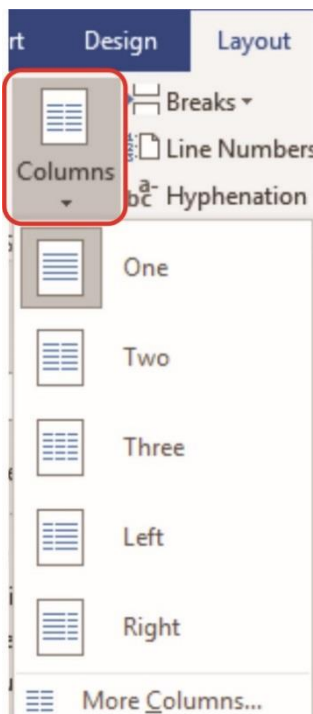 rt Design Layout
Breaks
Line Numbers
Columns
Hyphenation
One
Two
Three
Left
Right
More Columns...